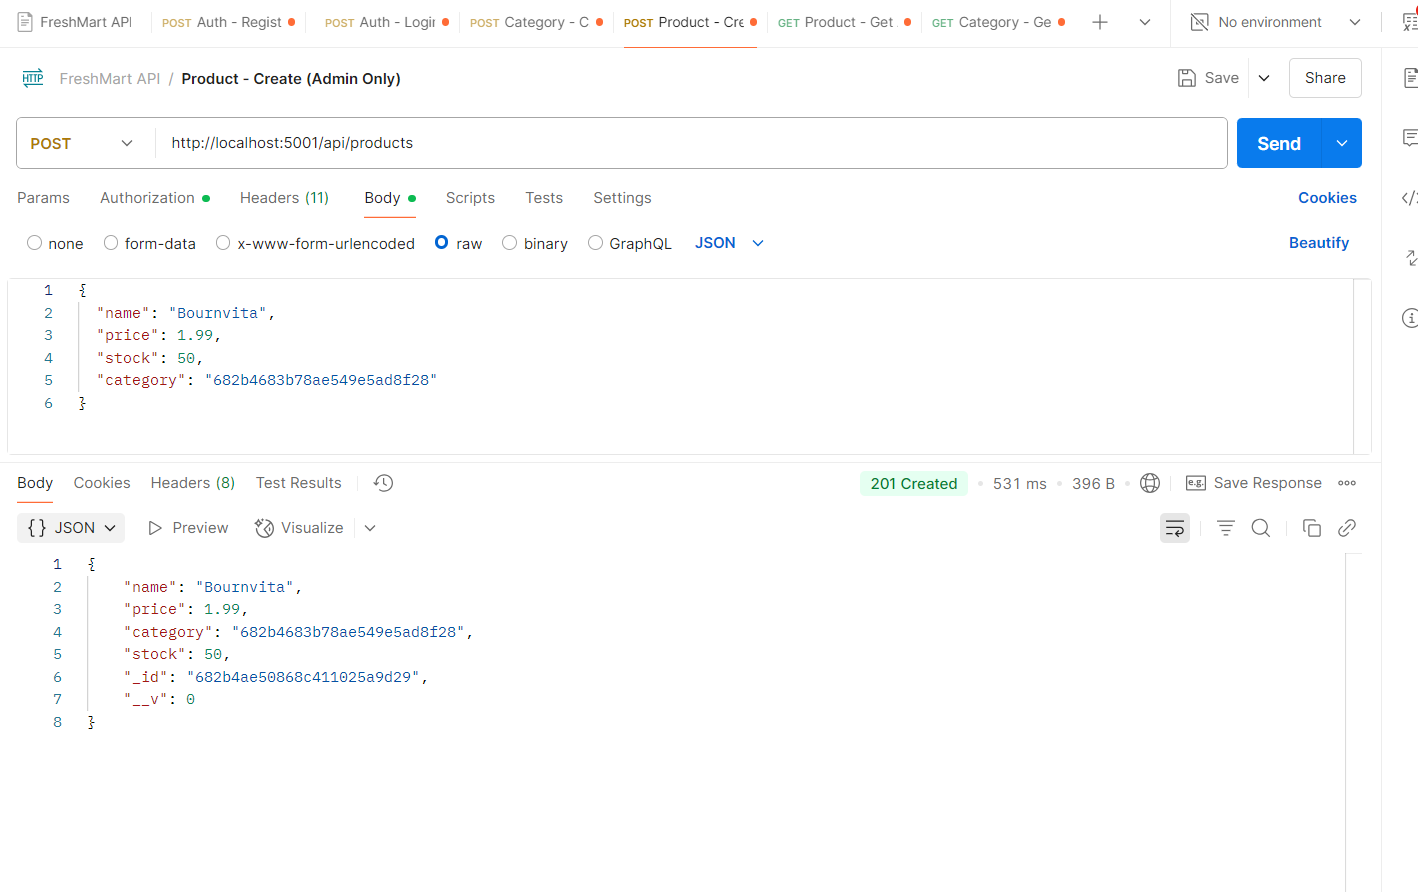 FreshMart API POST Auth - Regist POST Auth - Login POST Category - C POST Product - Cre GET Product - Get GET Category - Ge No environment
HTTP FreshMart API / Product - Create (Admin Only) Save Share
POST http://localhost:5001/api/products Send
Params Authorization Headers (11) Body Scripts Tests Settings Cookies
none form-data x-www-form-urlencoded raw binary GraphQL JSON Beautify
1 {
2 "name": "Bournvita",
3 "price": 1.99,
4 "stock": 50,
5 "category": "682b4683b78ae549e5ad8f28"
6 }
Body Cookies Headers (8) Test Results 201 Created 531 ms 396 B e.g. Save Response
{} JSON Preview Visualize
1 {
2 "name": "Bournvita",
3 "price": 1.99,
4 "category": "682b4683b78ae549e5ad8f28",
5 "stock": 50,
6 "_id": "682b4ae50868c411025a9d29",
7 "__v": 0
8 }